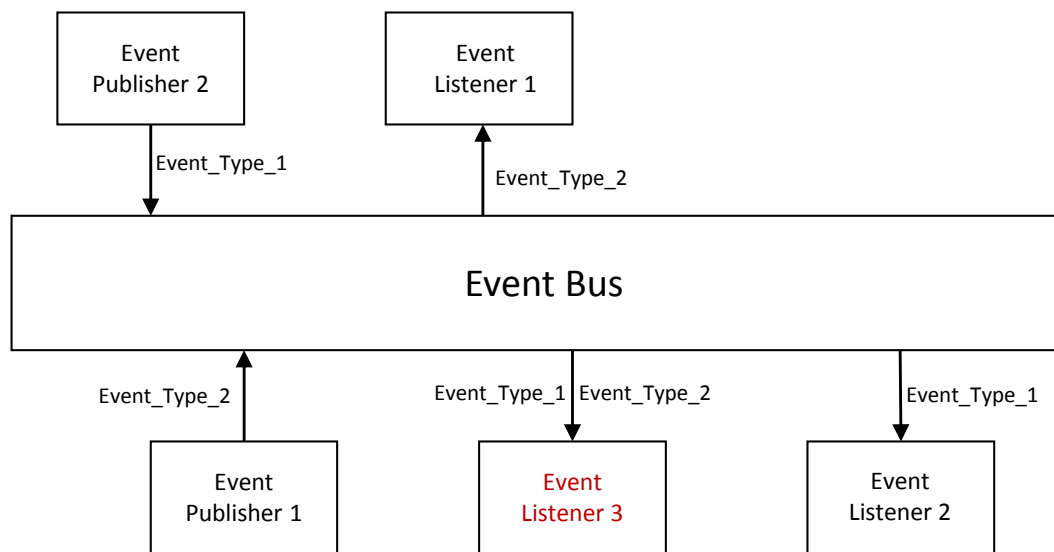 Event
Publisher 2
Event
Listener 1
Event_Type_1
Event_Type_2
Event Bus
Event_Type_2
Event_Type_1
Event_Type_2
Event_Type_1
Event
Publisher 1
Event
Listener 3
Event
Listener 2